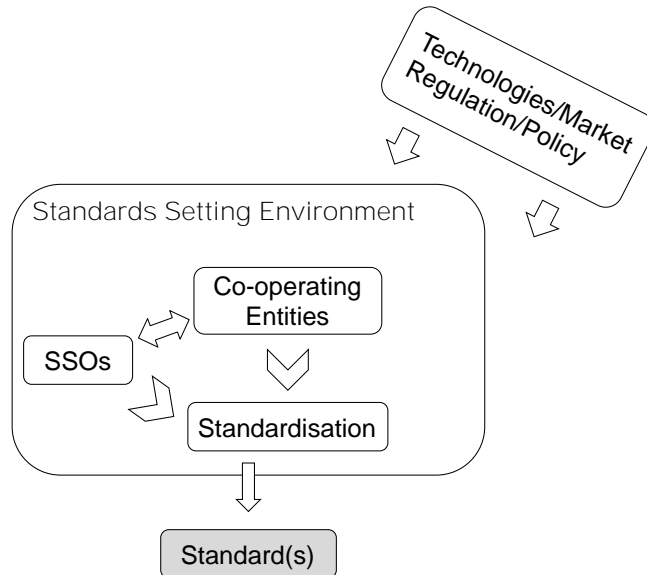 Technologies/Market
Regulation/Policy
Standards Setting Environment
Co-operating
Entities
SSOs
Standardisation
Standard(s)